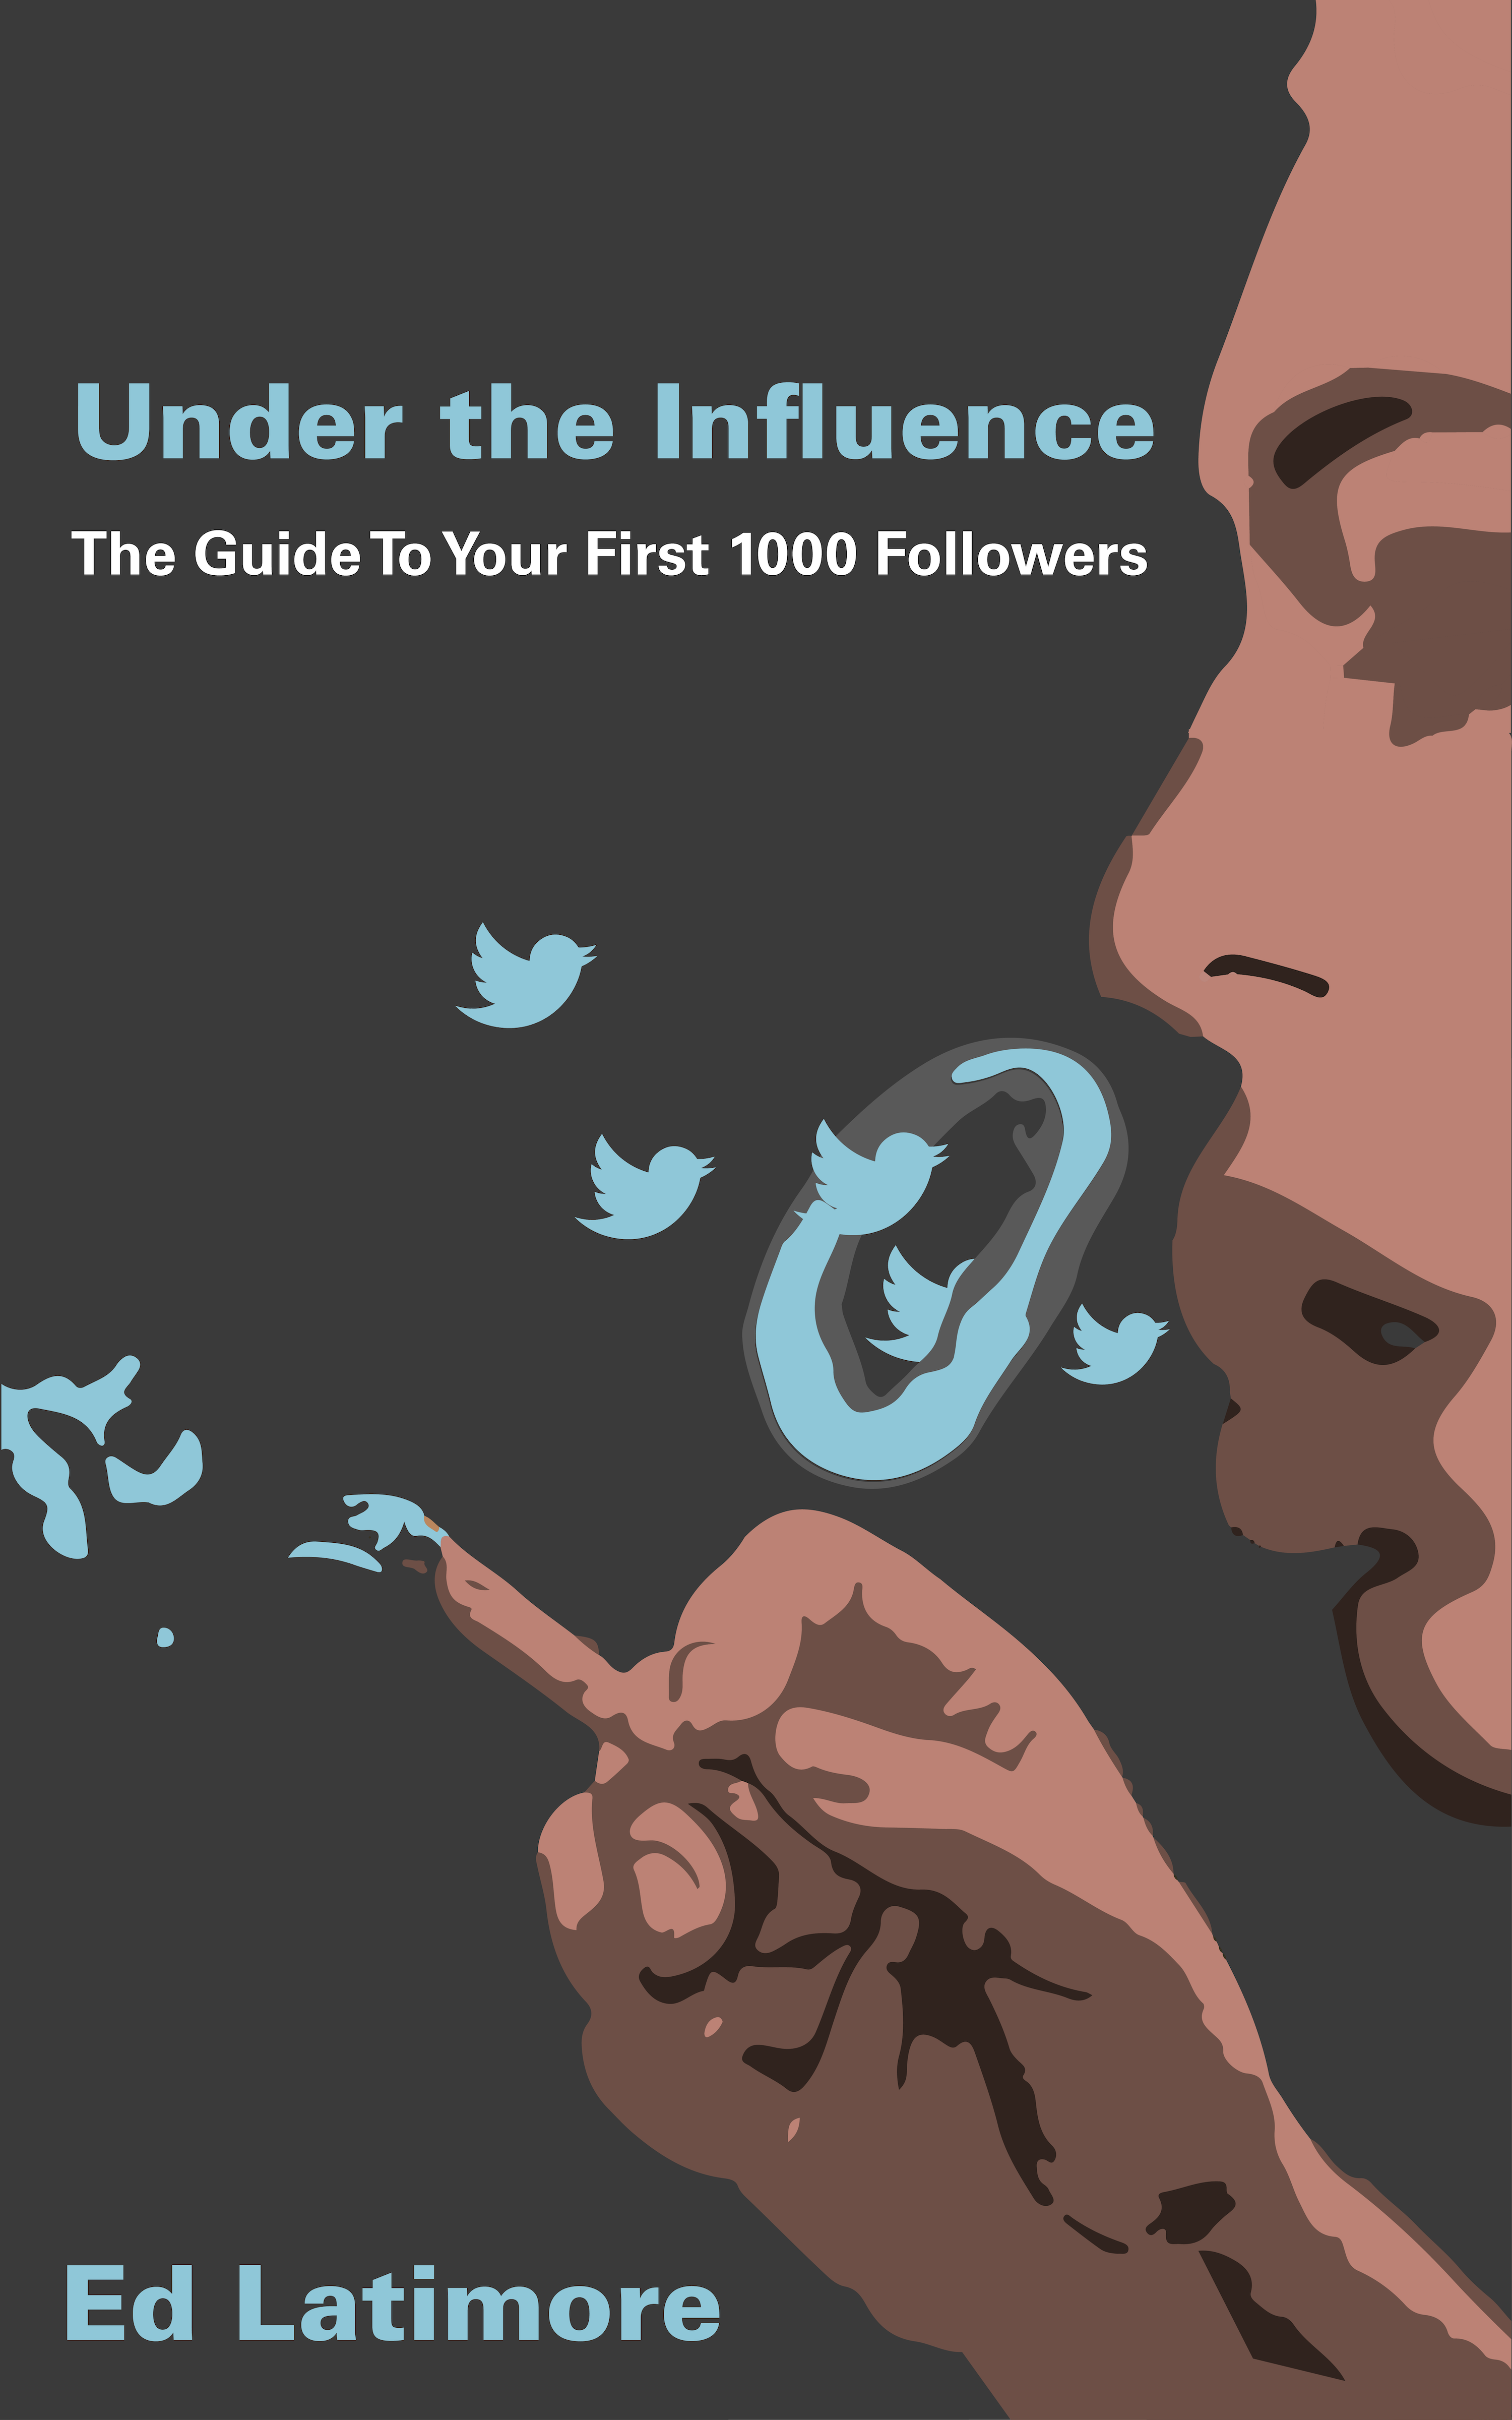 Under the Influence
The Guide To Your First 1000 Followers
Ed Latimore